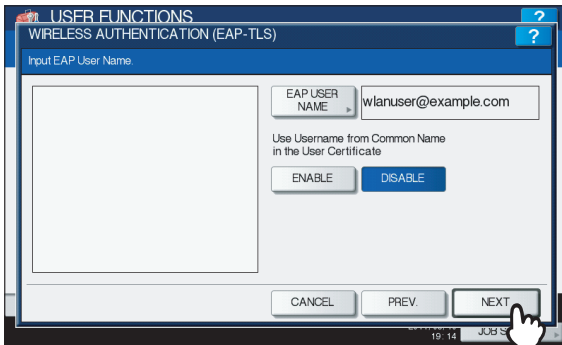 USER FUNCTIONS
?
WIRELESS AUTHENTICATION (EAP-TLS)
?
Input EAP User Name.
EAP USER
NAME
wlanuser@example.com
Use Username from Common Name
in the User Certificate
ENABLE
DISABLE
CANCEL
PREV.
NEXT
19:14